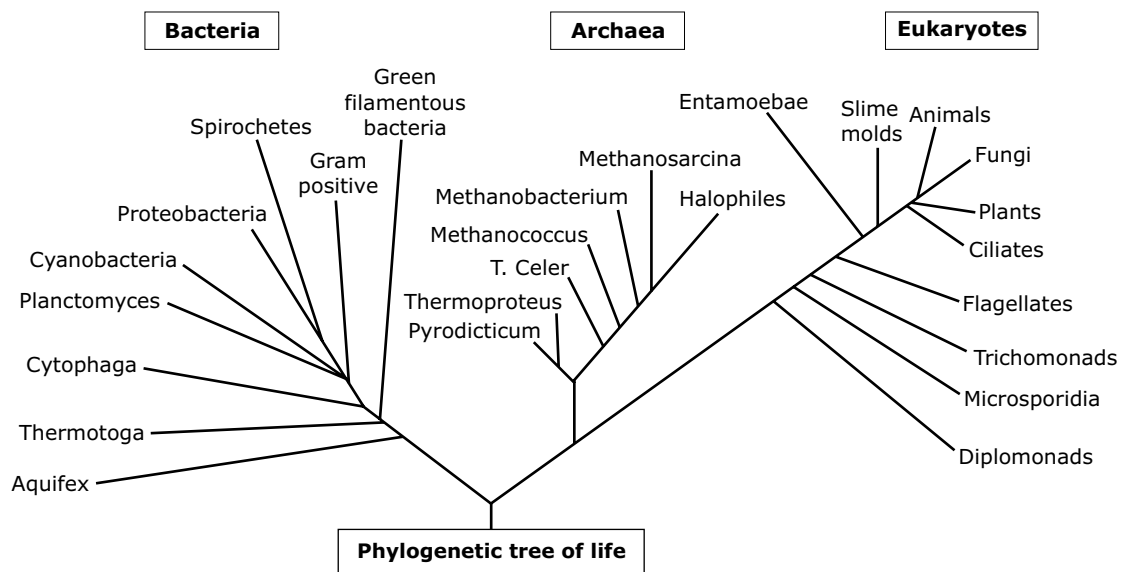 Bacteria
Archaea
Eukaryotes
Green
filamentous
bacteria
Spirochetes
Gram
positive
Proteobacteria
Cyanobacteria
Planctomyces
Cytophaga
Thermotoga
Aquifex
Methanosarcina
Methanobacterium
Halophiles
Methanococcus
T. Celer
Thermoproteus
Pyrodicticum
Entamoebae
Slime
molds
Animals
Fungi
Plants
Ciliates
Flagellates
Trichomonads
Microsporidia
Diplomonads
Phylogenetic tree of life